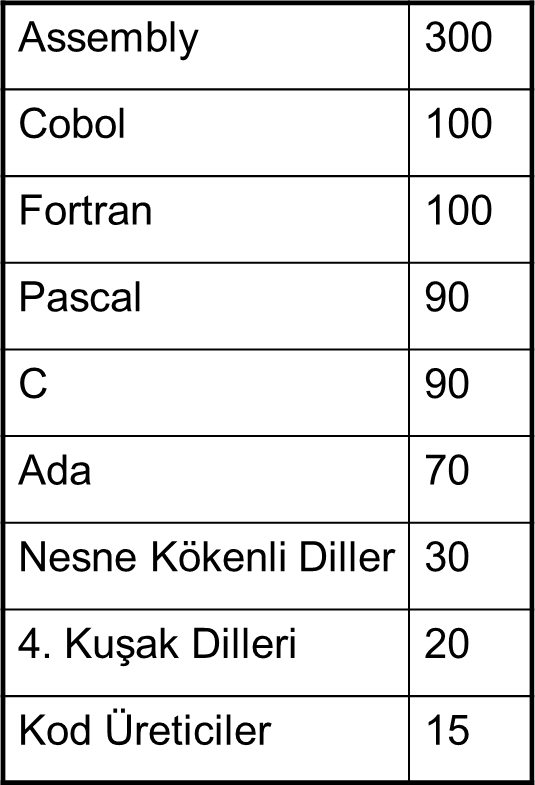 Assembly 300
Cobol 100
Fortran 100
Pascal 90
C 90
Ada 70
Nesne Kökenli Diller 30
4. Kuşak Dilleri 20
Kod Üreticiler 15